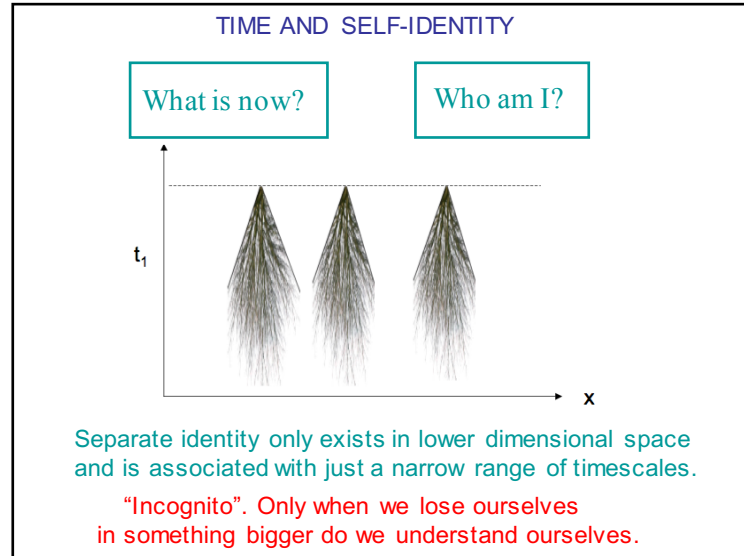 TIME AND SELF-IDENTITY
What is now?
Who am I?
t₁
x
Separate identity only exists in lower dimensional space
and is associated with just a narrow range of timescales.
“Incognito”. Only when we lose ourselves
in something bigger do we understand ourselves.